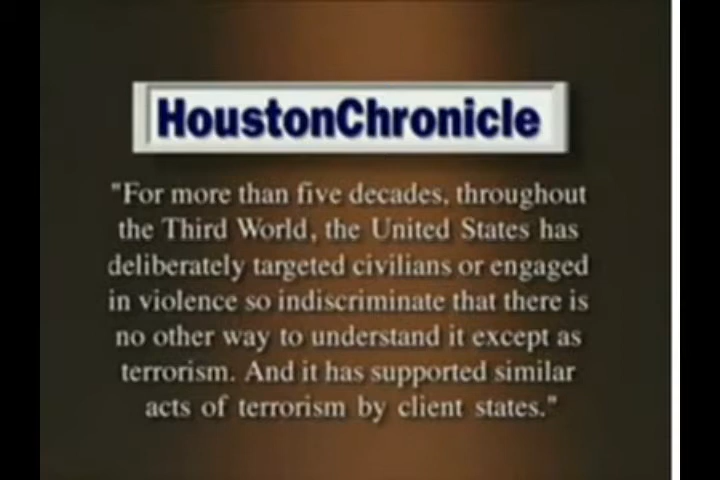 HoustonChronicle
"For more than five decades, throughout
the Third World, the United States has
deliberately targeted civilians or engaged
in violence so indiscriminate that there is
no other way to understand it except as
terrorism. And it has supported similar
acts of terrorism by client states."